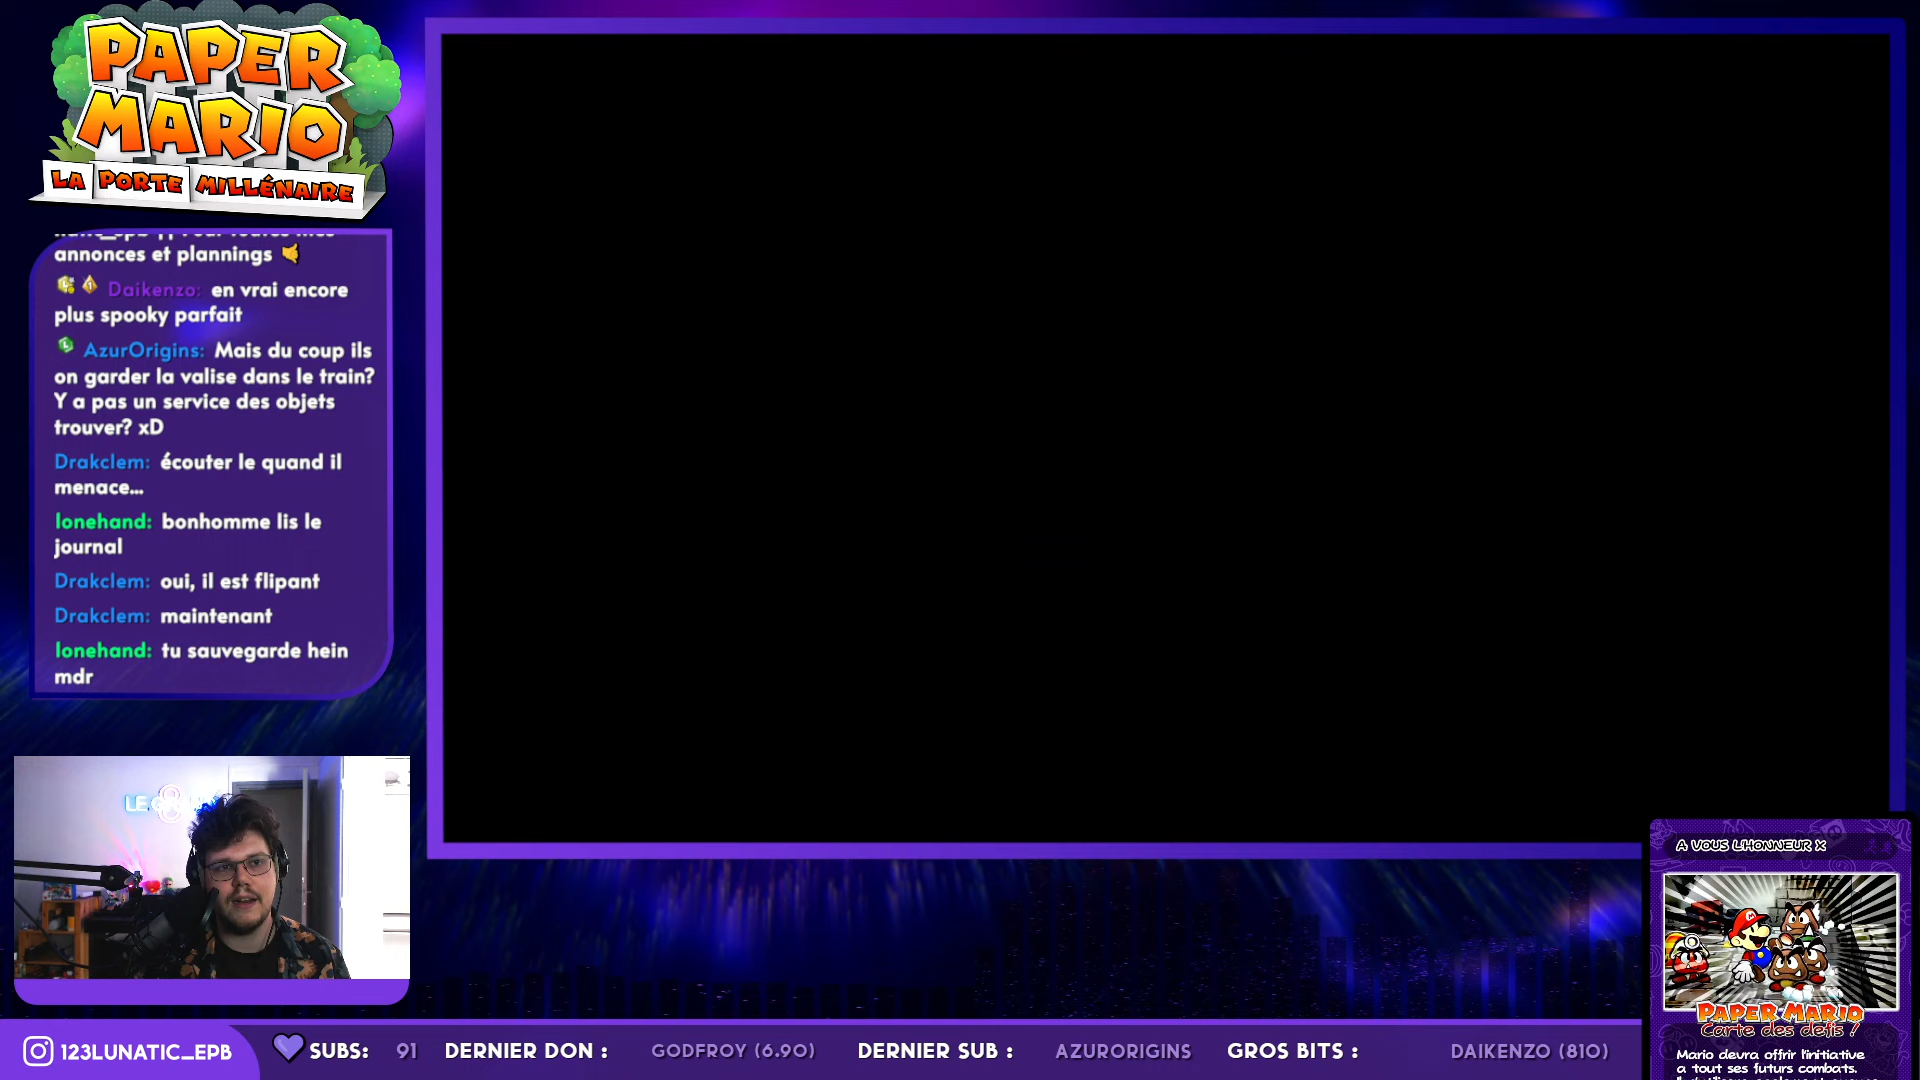 PAPER
MARIO
LA PORTE MILLÉNAIRE
annonces et plannings
Daikenzo: en vrai encore
plus spooky parfait
AzurOrigins: Mais du coup ils
on garder la valise dans le train?
Y a pas un service des objets
trouver? xD
Drakclem: écouter le quand il
menace...
lonehand: bonhomme lis le
journal
Drakclem: oui, il est flipant
Drakclem: maintenant
lonehand: tu sauvegarde hein
mdr
LE
A VOUS L'HONNEUR X
PAPER MARIO
Carte des défis !
Mario devra offrir l'initiative
a tout ses futurs combats.
123LUNATIC_EPB
SUBS: 91
DERNIER DON : GODFROY (6.90)
DERNIER SUB : AZURORIGINS
GROS BITS : DAIKENZO (810)